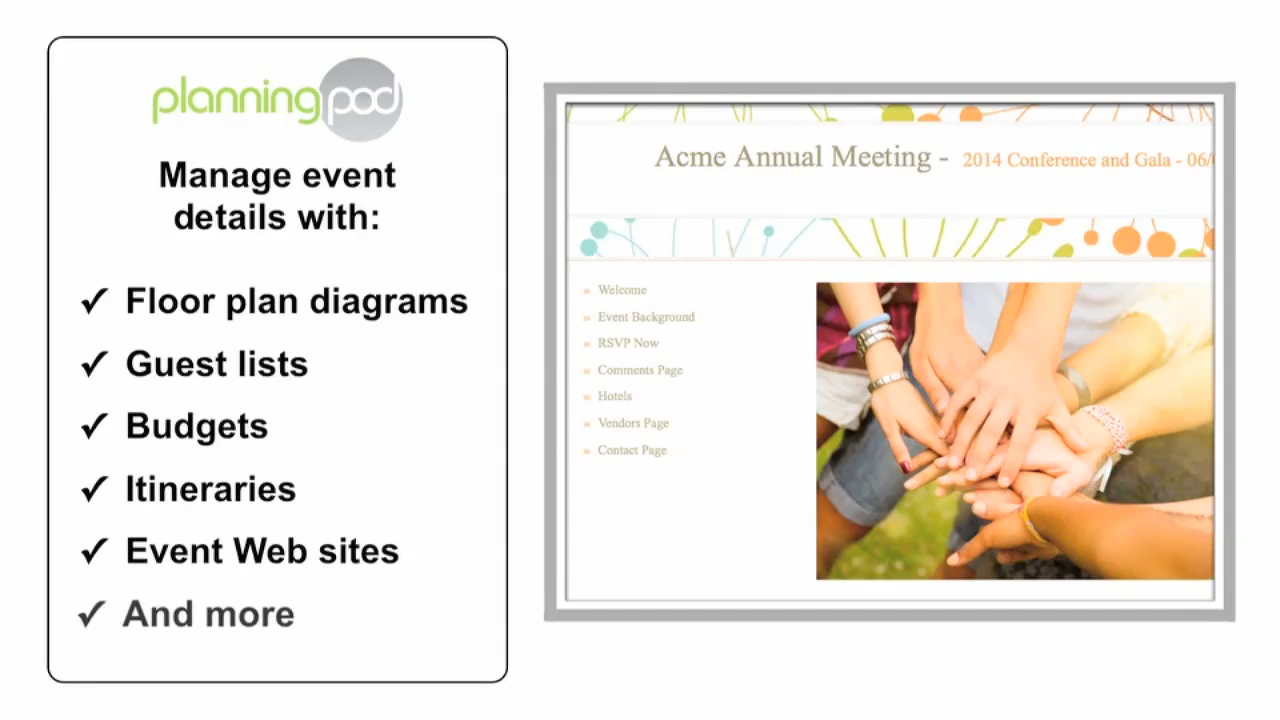 planningpod
Manage event
details with:
✓ Floor plan diagrams
✓ Guest lists
✓ Budgets
✓ Itineraries
✓ Event Web sites
✓ And more
Acme Annual Meeting - 2014 Conference and Gala - 06/
» Welcome
» Event Background
» RSVP Now
» Comments Page
» Hotels
» Vendors Page
» Contact Page